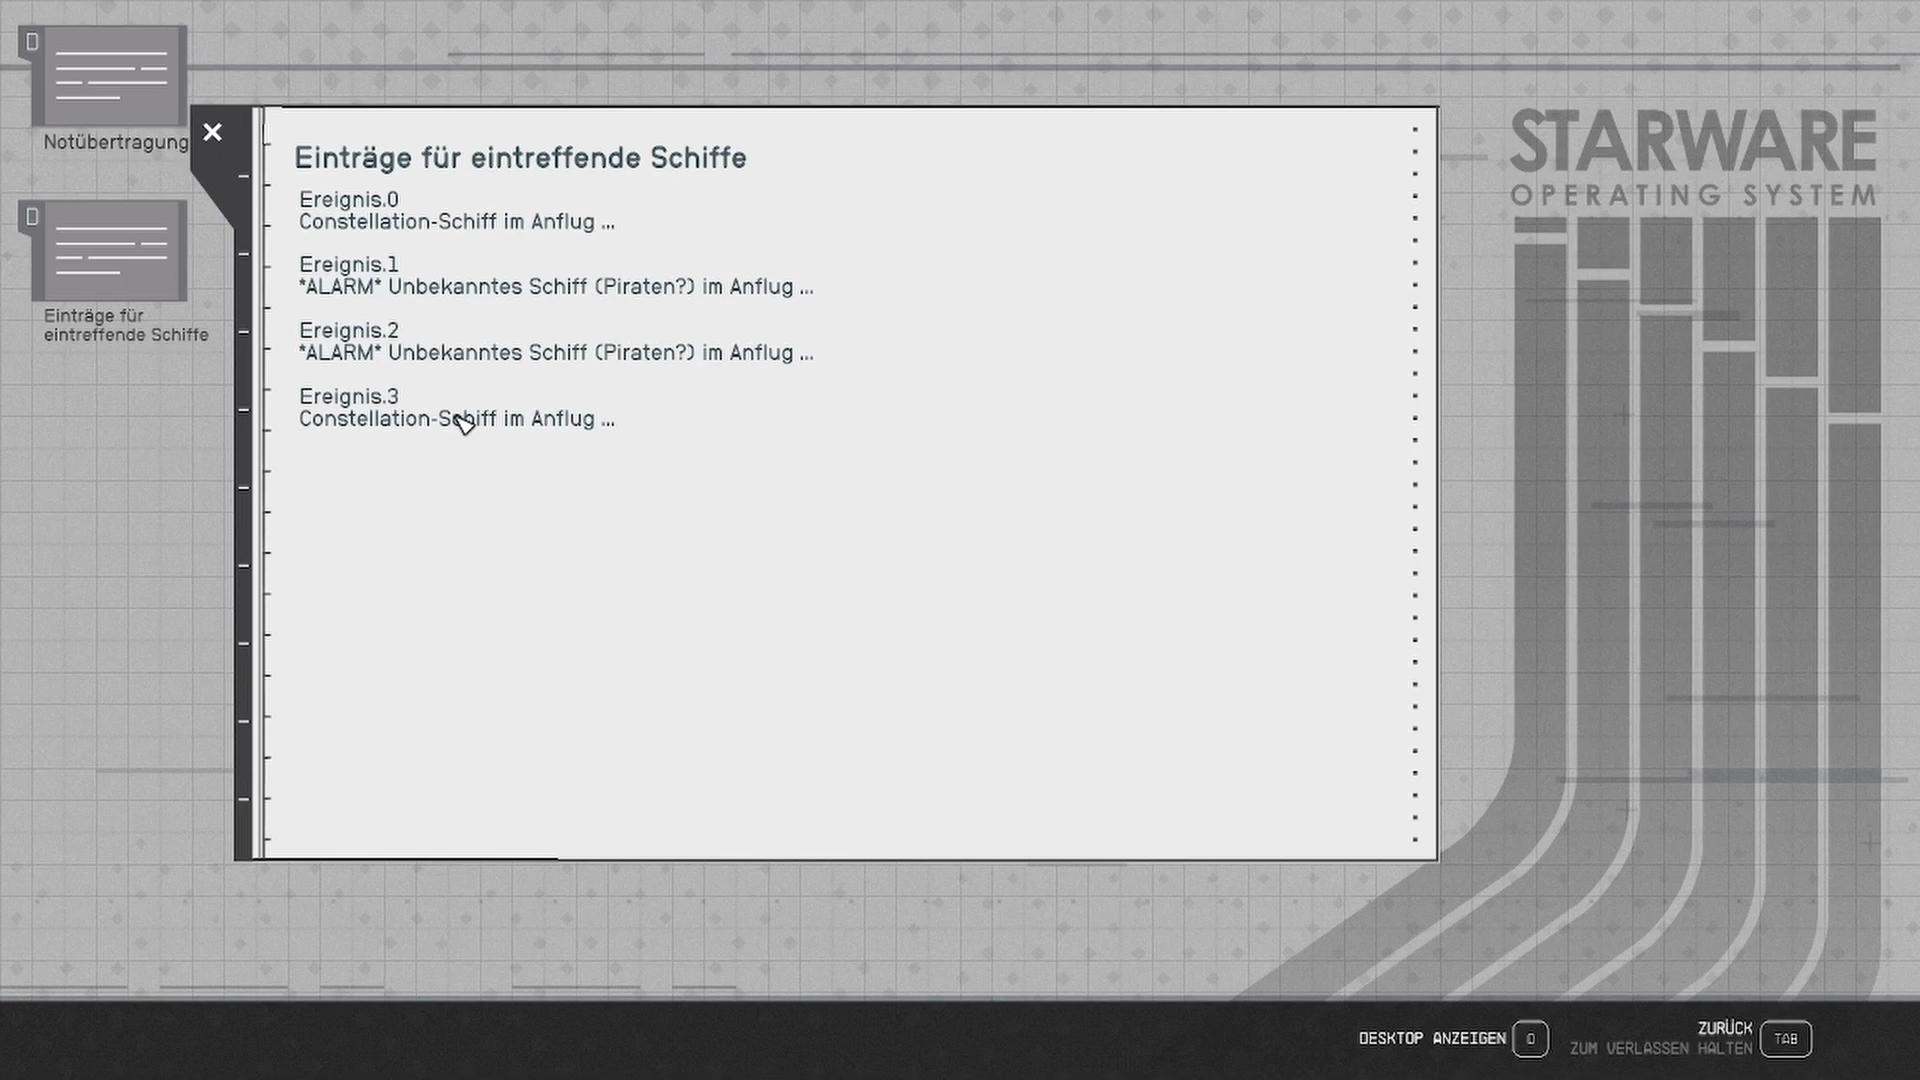 Notübertragung
Einträge für
eintreffende Schiffe
Einträge für eintreffende Schiffe
Ereignis.0
Constellation-Schiff im Anflug ...
Ereignis.1
*ALARM* Unbekanntes Schiff (Piraten?) im Anflug ...
Ereignis.2
*ALARM* Unbekanntes Schiff (Piraten?) im Anflug ...
Ereignis.3
Constellation-Schiff im Anflug ...
STARWARE
OPERATING SYSTEM
DESKTOP ANZEIGEN
ZURÜCK
ZUM VERLASSEN HALTEN
TAB